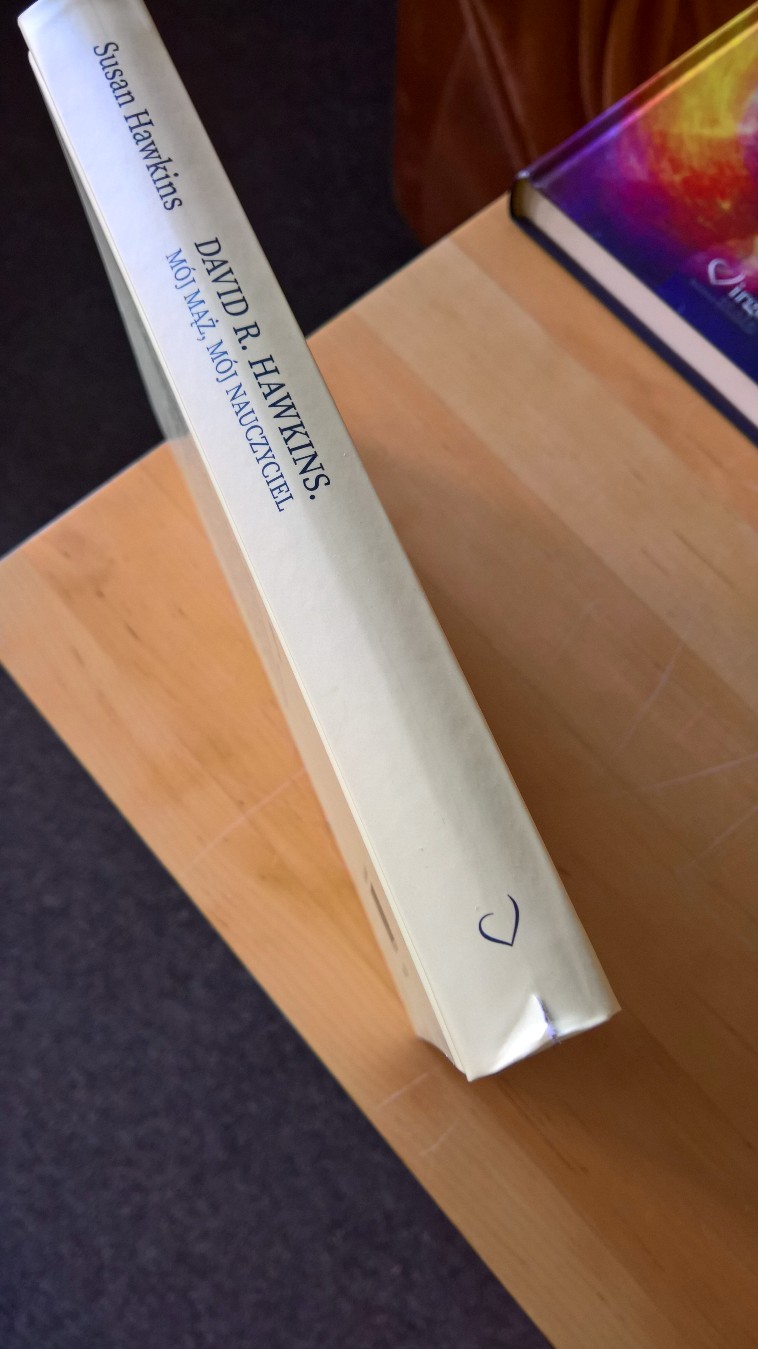 Susan Hawkins
DAVID R. HAWKINS.
MÓJ MĄŻ, MÓJ NAUCZYCIEL